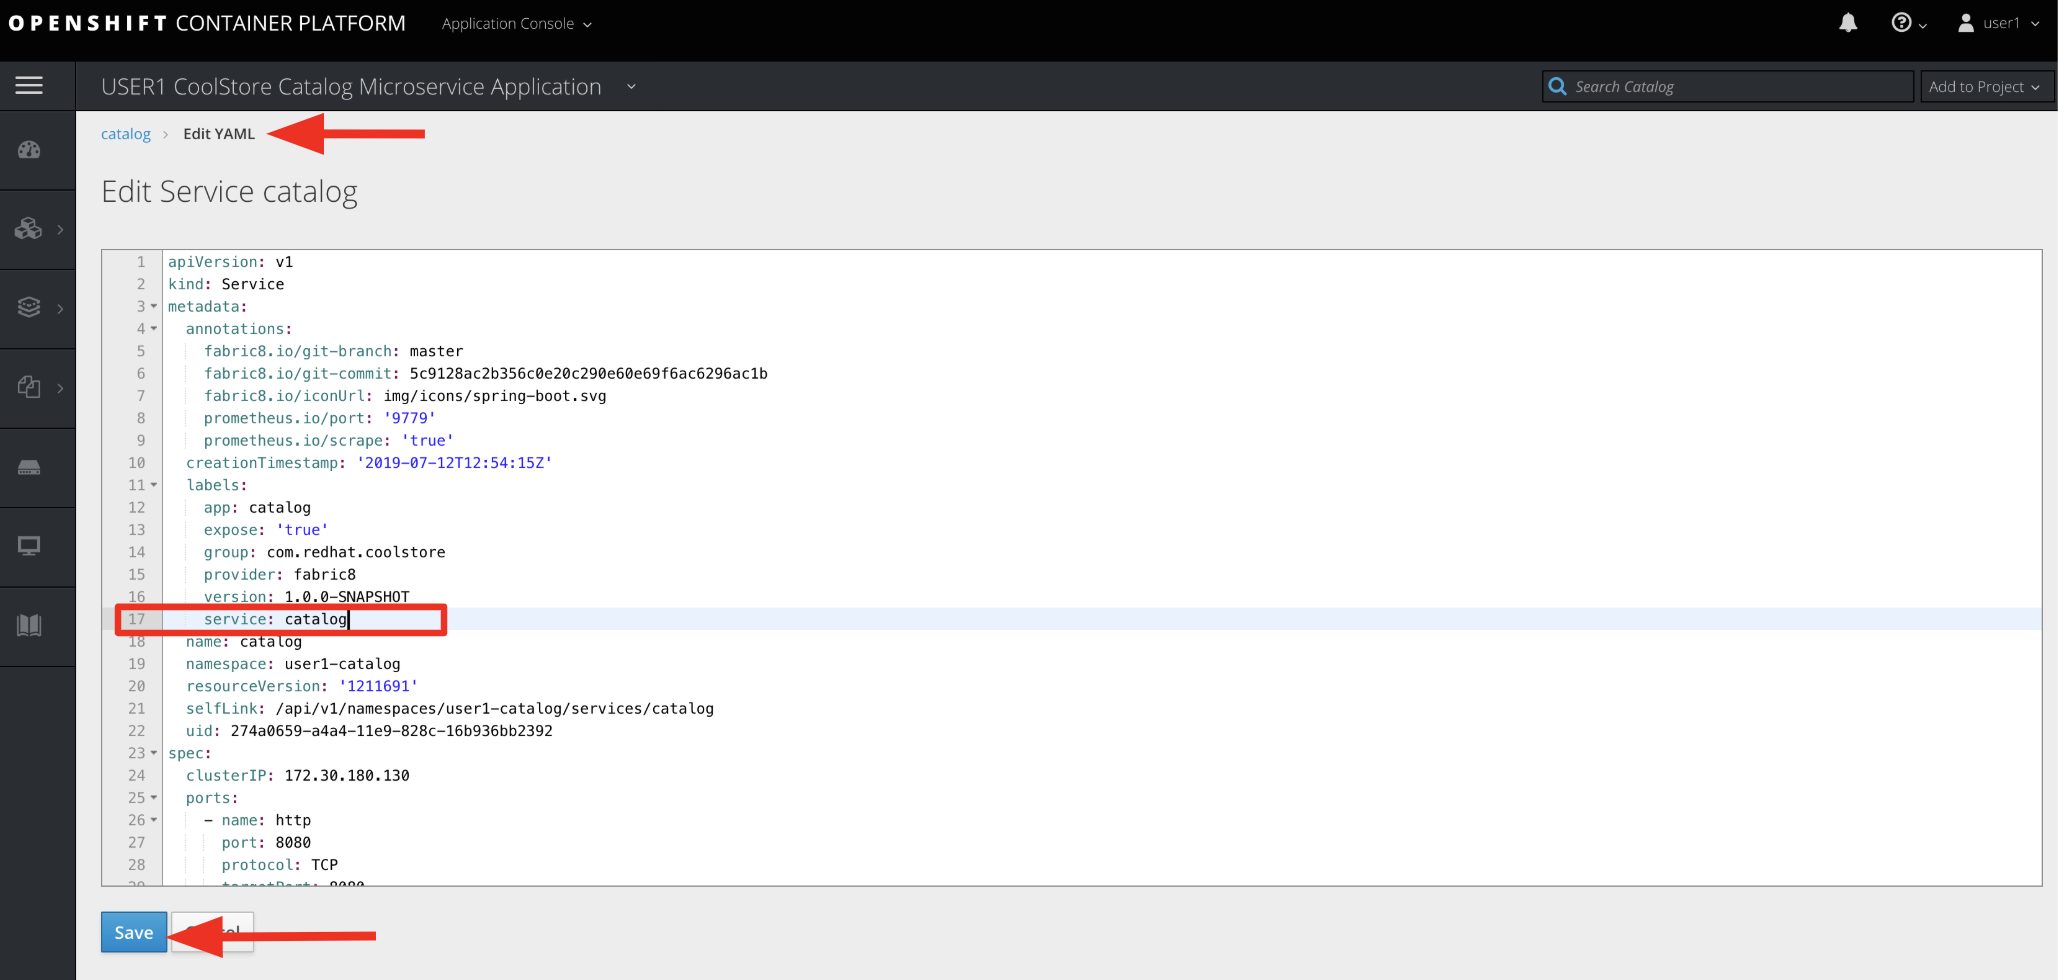 OPENSHIFT CONTAINER PLATFORM
Application Console
user1
USER1 CoolStore Catalog Microservice Application
Search Catalog
Add to Project
catalog > Edit YAML
Edit Service catalog
1 apiVersion: v1
2 kind: Service
3 metadata:
4 annotations:
5 fabric8.io/git-branch: master
6 fabric8.io/git-commit: 5c9128ac2b356c0e20c290e60e69f6ac6296ac1b
7 fabric8.io/iconUrl: img/icons/spring-boot.svg
8 prometheus.io/port: '9779'
9 prometheus.io/scrape: 'true'
10 creationTimestamp: '2019-07-12T12:54:15Z'
11 labels:
12 app: catalog
13 expose: 'true'
14 group: com.redhat.coolstore
15 provider: fabric8
16 version: 1.0.0-SNAPSHOT
17 service: catalog
18 name: catalog
19 namespace: user1-catalog
20 resourceVersion: '1211691'
21 selfLink: /api/v1/namespaces/user1-catalog/services/catalog
22 uid: 274a0659-a4a4-11e9-828c-16b936bb2392
23 spec:
24 clusterIP: 172.30.180.130
25 ports:
26 - name: http
27 port: 8080
28 protocol: TCP
29 targetPort: 8080
Save